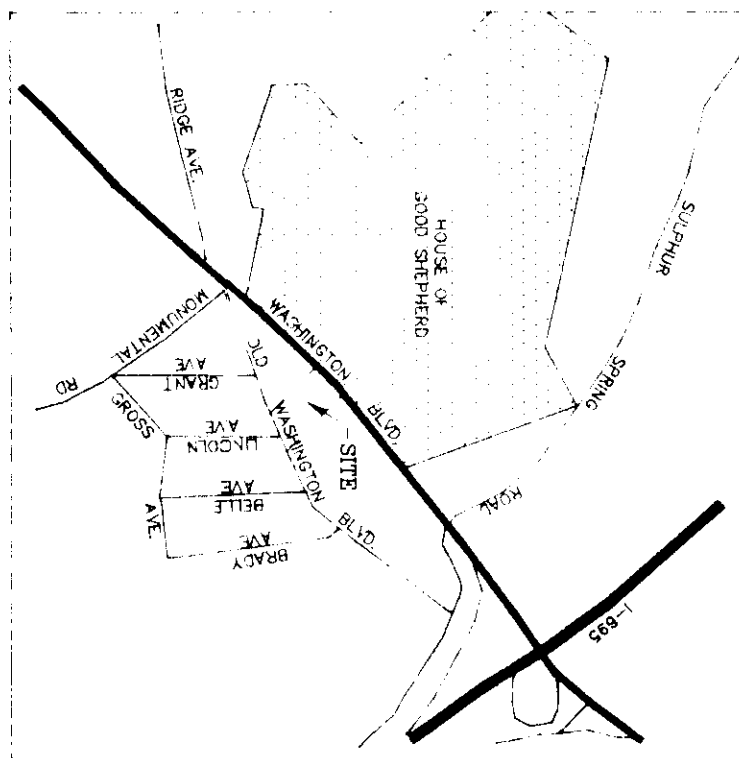 RIDGE AVE.
HOUSE OF
GOOD SHEPHERD
SULPHUR
SPRING
ROAD
WASHINGTON
BLVD.
MONUMENTAL
RD
OLD
WASHINGTON
BLVD.
GRANT
AVE
GROSS
AVE.
LINCOLN
AVE
BELLE
AVE
BRADY
AVE
SITE
I-695